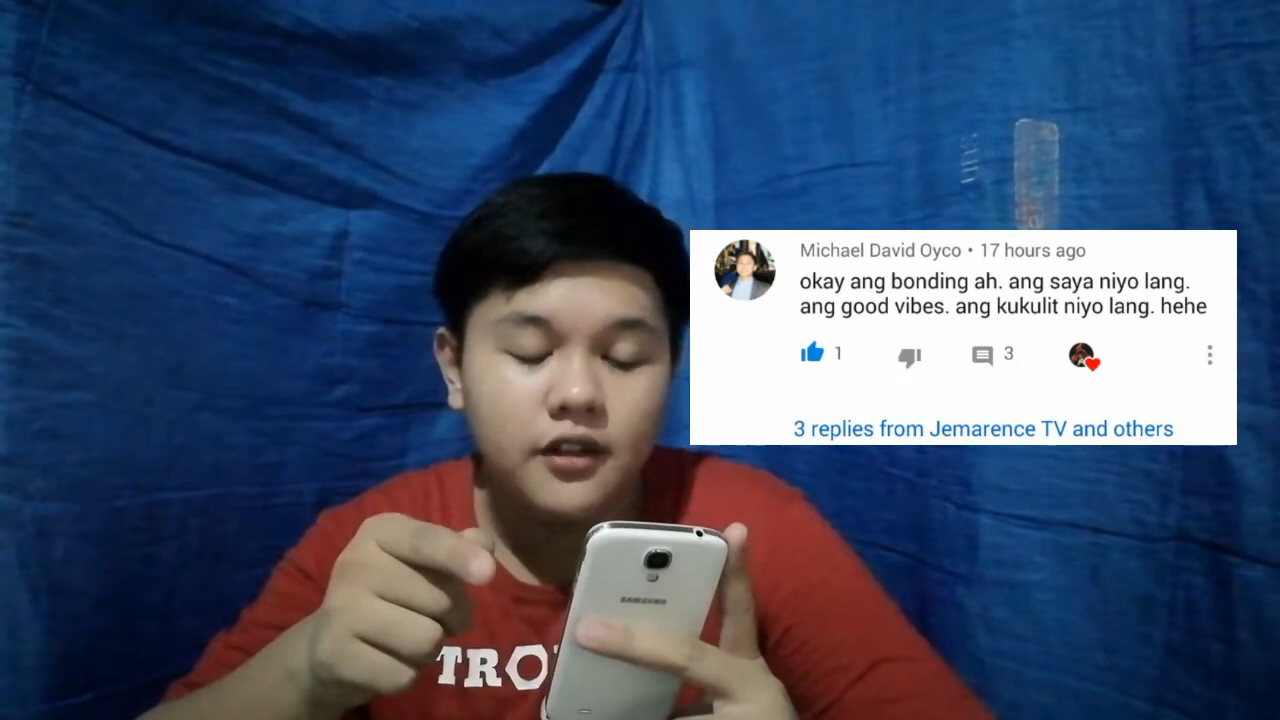 Michael David Oyco • 17 hours ago
okay ang bonding ah. ang saya niyo lang.
ang good vibes. ang kukulit niyo lang. hehe
1
3
3 replies from Jemarence TV and others
SAMSUNG